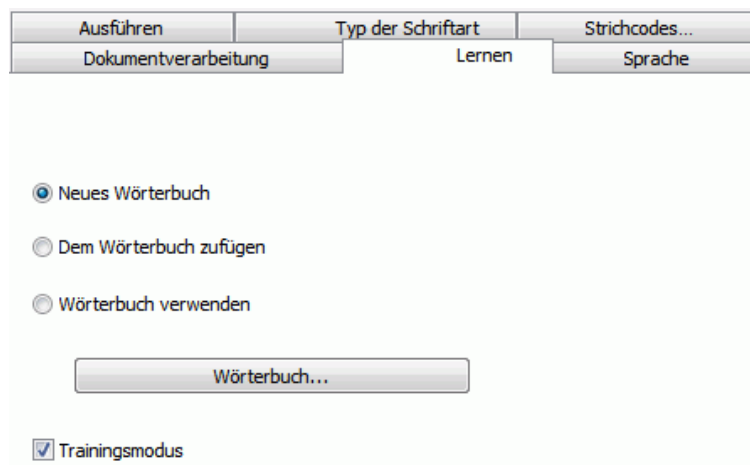 Ausführen Typ der Schriftart Strichcodes...
Dokumentverarbeitung Lernen Sprache
Neues Wörterbuch
Dem Wörterbuch zufügen
Wörterbuch verwenden
Wörterbuch...
Trainingsmodus